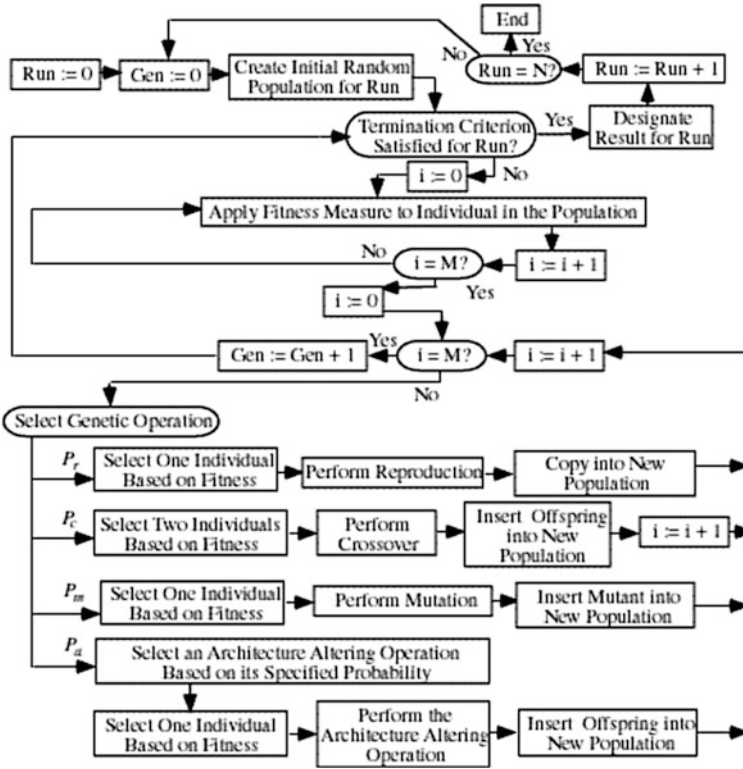 End
No
Yes
Run := 0
Gen := 0
Create Initial Random
Population for Run
Run = N?
Run := Run + 1
Termination Criterion
Satisfied for Run?
Yes
Designate
Result for Run
i := 0
No
Apply Fitness Measure to Individual in the Population
No
i = M?
i := i + 1
Yes
i := 0
Gen := Gen + 1
Yes
i = M?
i := i + 1
No
Select Genetic Operation
Pr
Select One Individual
Based on Fitness
Perform Reproduction
Copy into New
Population
Pc
Select Two Individuals
Based on Fitness
Perform
Crossover
Insert Offspring
into New
Population
i := i + 1
Pm
Select One Individual
Based on Fitness
Perform Mutation
Insert Mutant into
New Population
Pa
Select an Architecture Altering Operation
Based on its Specified Probability
Select One Individual
Based on Fitness
Perform the
Architecture Altering
Operation
Insert Offspring into
New Population